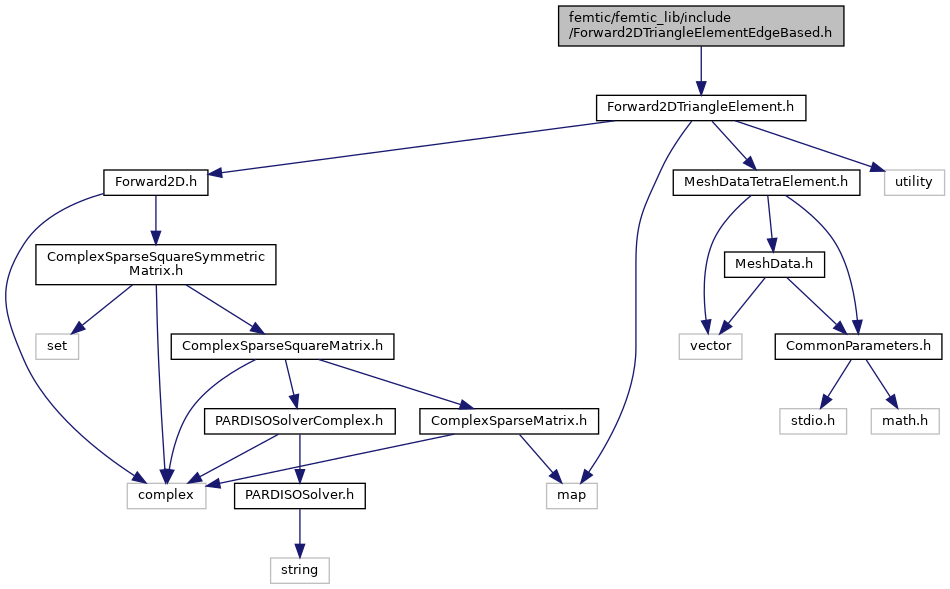 femtic/femtic_lib/include
/Forward2DTriangleElementEdgeBased.h
Forward2DTriangleElement.h
Forward2D.h
MeshDataTetraElement.h
utility
ComplexSparseSquareSymmetric
Matrix.h
MeshData.h
set
ComplexSparseSquareMatrix.h
vector
CommonParameters.h
PARDISOSolverComplex.h
ComplexSparseMatrix.h
stdio.h
math.h
complex
PARDISOSolver.h
map
string